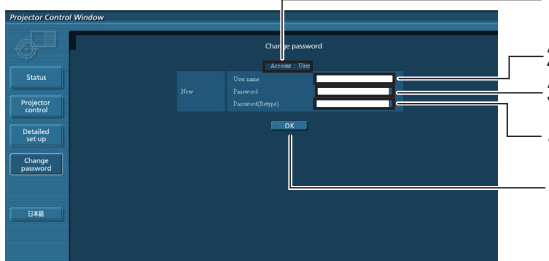 Projector Control Window
Change password
Account : User
Status
Projector
control
Detailed
set up
Change
password
日本語
New
User name
Password
Password(Retype)
OK